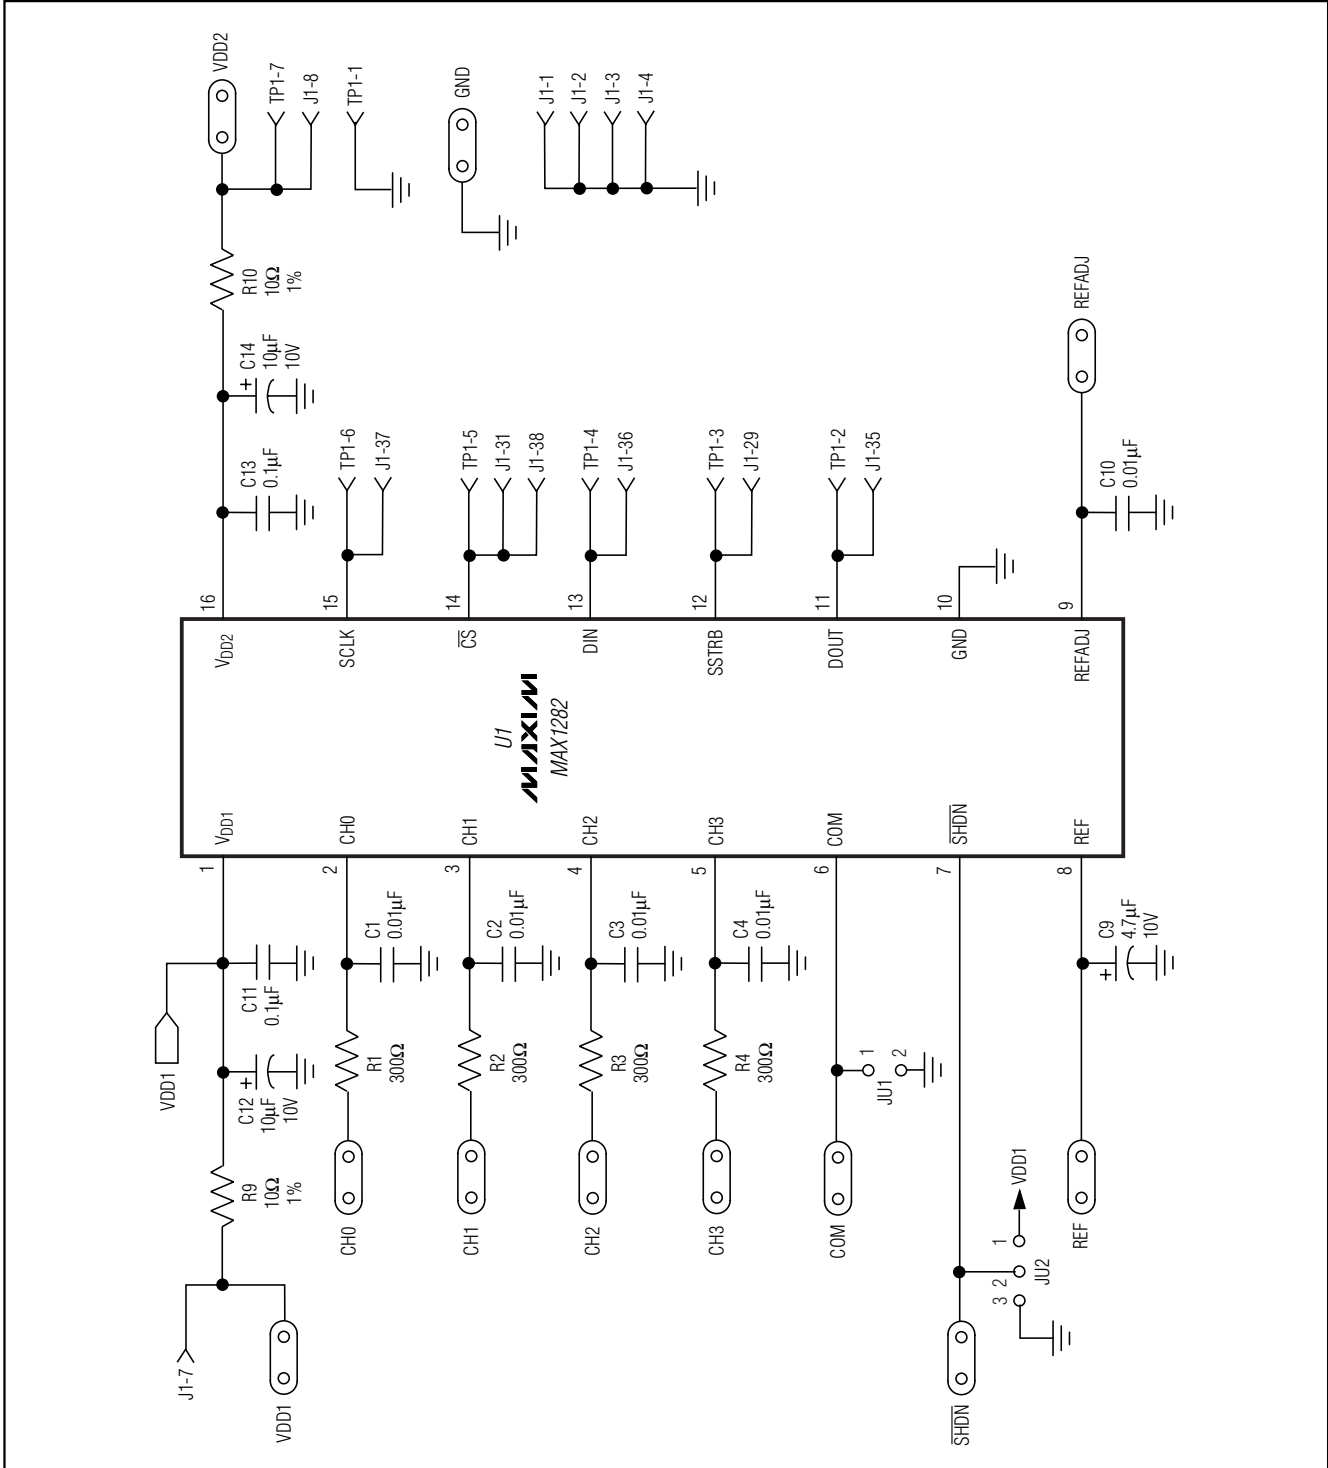 J1-7
VDD1
R9
10Ω
1%
VDD1
C12
10µF
10V
+
C11
0.1µF
1
VDD1
U1
MAXIM
MAX1282
VDD2
16
C13
0.1µF
+
C14
10µF
10V
R10
10Ω
1%
VDD2
TP1-7
J1-8
TP1-1
CH0
R1
300Ω
C1
0.01µF
2
CH0
SCLK
15
TP1-6
J1-37
GND
CH1
R2
300Ω
C2
0.01µF
3
CH1
CS
14
TP1-5
J1-31
J1-38
J1-1
J1-2
J1-3
J1-4
CH2
R3
300Ω
C3
0.01µF
4
CH2
DIN
13
TP1-4
J1-36
CH3
R4
300Ω
C4
0.01µF
5
CH3
SSTRB
12
TP1-3
J1-29
COM
JU1
1
2
6
COM
DOUT
11
TP1-2
J1-35
SHDN
3
2
1
JU2
VDD1
7
SHDN
GND
10
REF
+
C9
4.7µF
10V
8
REF
REFADJ
9
C10
0.01µF
REFADJ